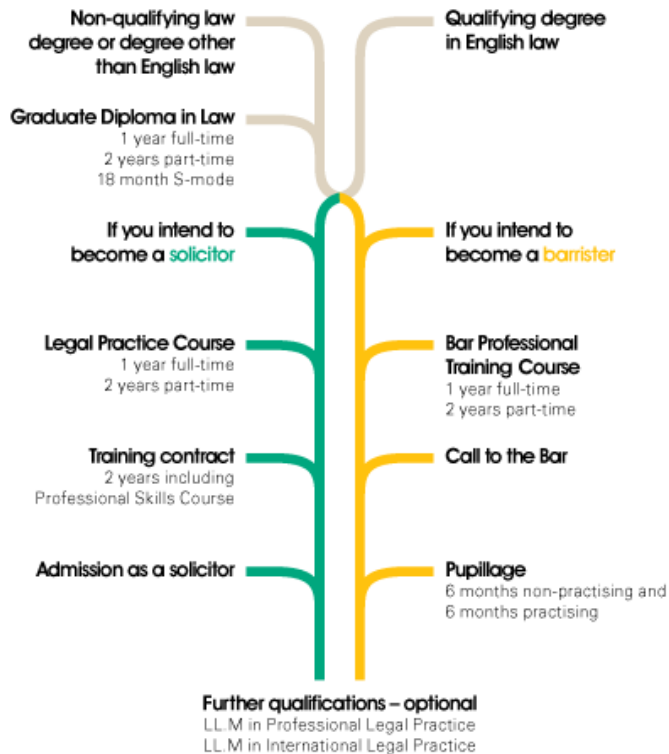 Non-qualifying law
degree or degree other
than English law
Qualifying degree
in English law
Graduate Diploma in Law
1 year full-time
2 years part-time
18 month S-mode
If you intend to
become a solicitor
If you intend to
become a barrister
Legal Practice Course
1 year full-time
2 years part-time
Bar Professional
Training Course
1 year full-time
2 years part-time
Training contract
2 years including
Professional Skills Course
Call to the Bar
Admission as a solicitor
Pupillage
6 months non-practising and
6 months practising
Further qualifications – optional
LL.M in Professional Legal Practice
LL.M in International Legal Practice